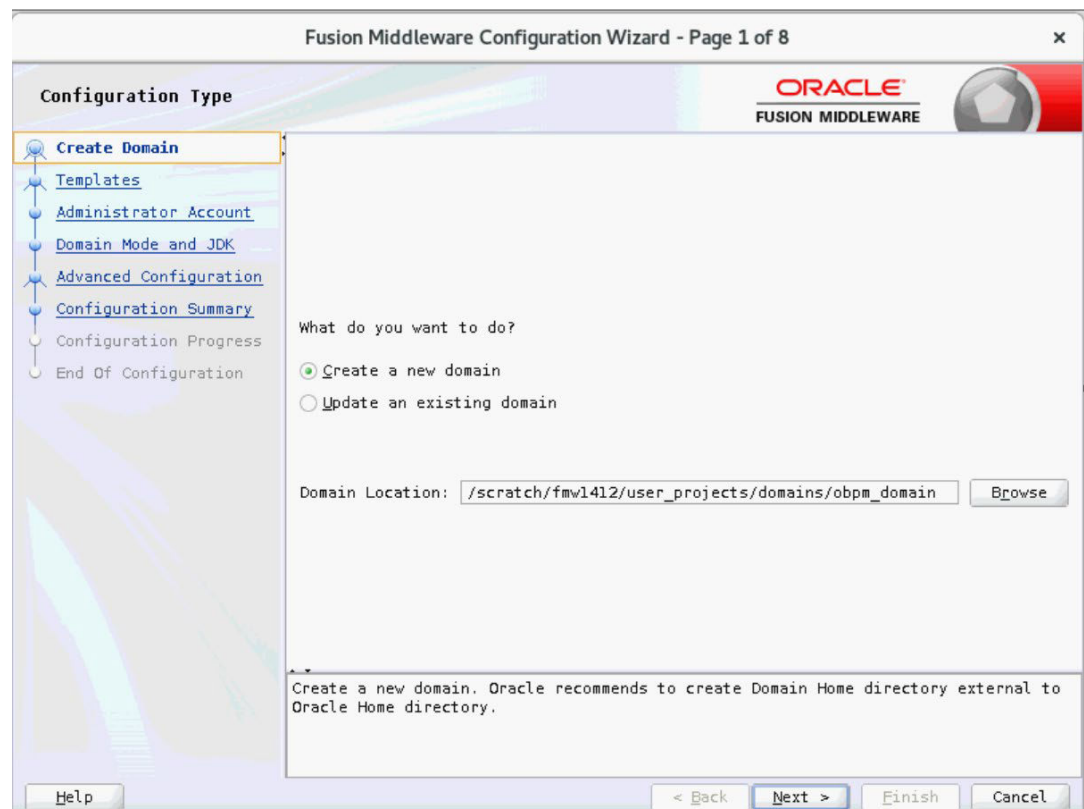 Fusion Middleware Configuration Wizard - Page 1 of 8
Configuration Type
ORACLE
FUSION MIDDLEWARE
Create Domain
Templates
Administrator Account
Domain Mode and JDK
Advanced Configuration
Configuration Summary
Configuration Progress
End Of Configuration
What do you want to do?
Create a new domain
Update an existing domain
Domain Location: /scratch/fmw1412/user_projects/domains/obpm_domain Browse
Create a new domain. Oracle recommends to create Domain Home directory external to
Oracle Home directory.
Help < Back Next > Finish Cancel